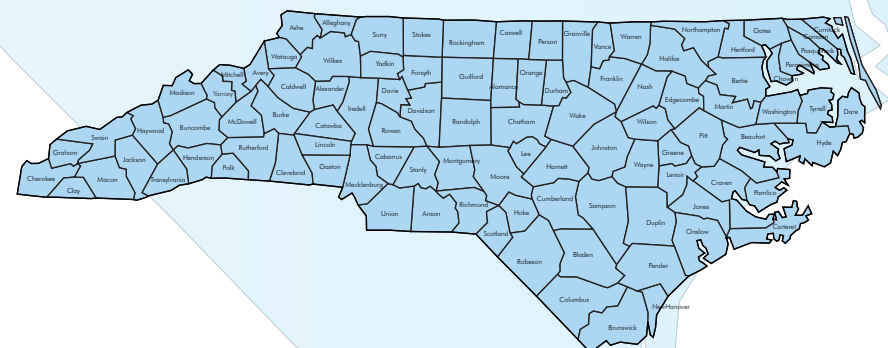 Ashe
Alleghany
Surry
Stokes
Rockingham
Caswell
Person
Granville
Vance
Warren
Northampton
Gates
Currituck
Camden
Pasquotank
Perquimans
Chowan
Hertford
Halifax
Bertie
Watauga
Wilkes
Yadkin
Forsyth
Guilford
Alamance
Orange
Durham
Franklin
Nash
Edgecombe
Martin
Washington
Tyrrell
Dare
Mitchell
Avery
Yancey
Madison
Caldwell
Alexander
Iredell
Davie
Davidson
Randolph
Chatham
Wake
Wilson
Pitt
Beaufort
Hyde
Swain
Haywood
Buncombe
McDowell
Burke
Catawba
Rowan
Lincoln
Johnston
Greene
Wayne
Lenoir
Craven
Pamlico
Graham
Jackson
Henderson
Rutherford
Polk
Cleveland
Gaston
Cabarrus
Stanly
Montgomery
Moore
Lee
Harnett
Cherokee
Clay
Macon
Transylvania
Mecklenburg
Union
Anson
Richmond
Hoke
Cumberland
Sampson
Duplin
Jones
Onslow
Carteret
Scotland
Robeson
Bladen
Pender
Columbus
Brunswick
NewHanover